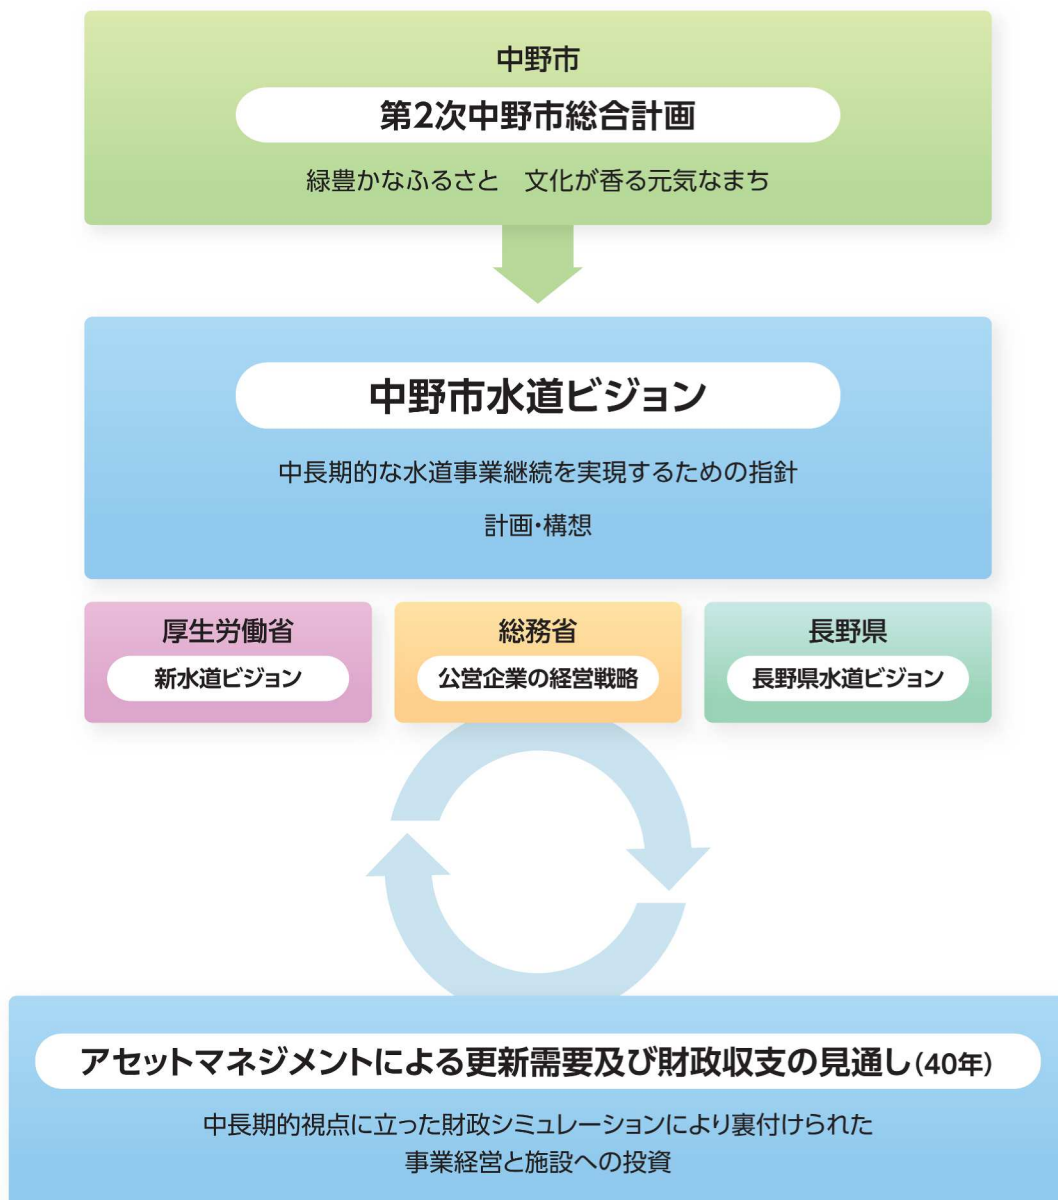 中野市
第2次中野市総合計画
緑豊かなふるさと　文化が香る元気なまち
中野市水道ビジョン
中長期的な水道事業継続を実現するための指針
計画・構想
厚生労働省
新水道ビジョン
総務省
公営企業の経営戦略
長野県
長野県水道ビジョン
アセットマネジメントによる更新需要及び財政収支の見通し(40年)
中長期的視点に立った財政シミュレーションにより裏付けられた
事業経営と施設への投資